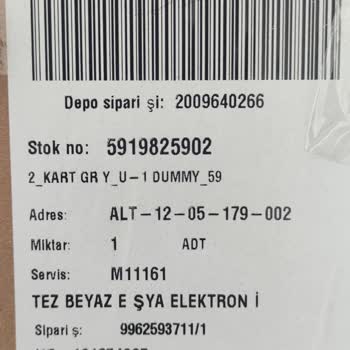 Depo sipari şi: 2009640266
Stok no: 5919825902
2_KART GR Y_U-1 DUMMY_59
Adres: ALT-12-05-179-002
Miktar: 1 ADT
Servis: M11161
TEZ BEYAZ E ŞYA ELEKTRON İ
Sipari ş: 9962593711/1